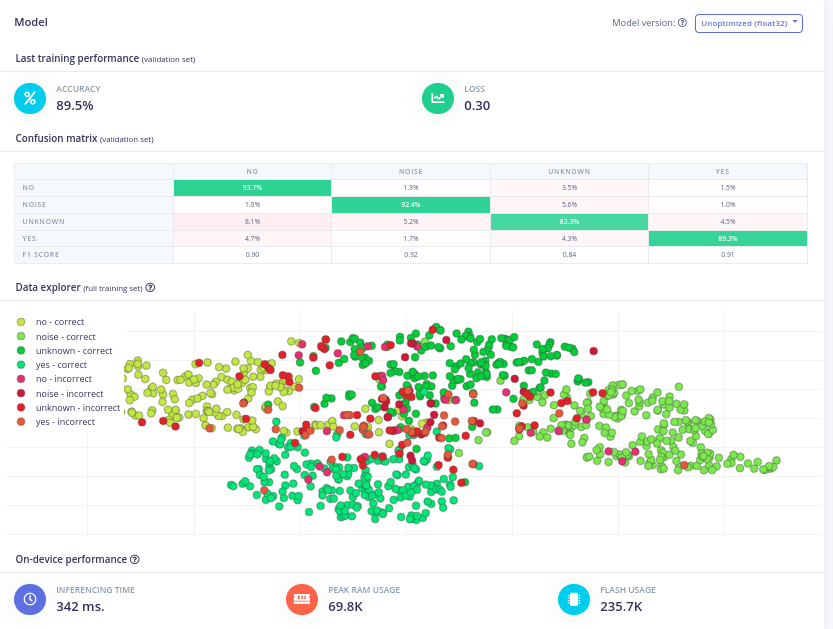 Model
Model version: Unoptimized (float32)
Last training performance (validation set)
ACCURACY
89.5%
LOSS
0.30
Confusion matrix (validation set)
NO NOISE UNKNOWN YES
NO 93.7% 1.3% 3.5% 1.5%
NOISE 1.0% 92.4% 5.6% 1.0%
UNKNOWN 8.1% 5.2% 82.3% 4.5%
YES 4.7% 1.7% 4.3% 89.3%
F1 SCORE 0.90 0.92 0.84 0.91
Data explorer (full training set)
no - correct
noise - correct
unknown - correct
yes - correct
no - incorrect
noise - incorrect
unknown - incorrect
yes - incorrect
On-device performance
INFERENCING TIME
342 ms.
PEAK RAM USAGE
69.8K
FLASH USAGE
235.7K